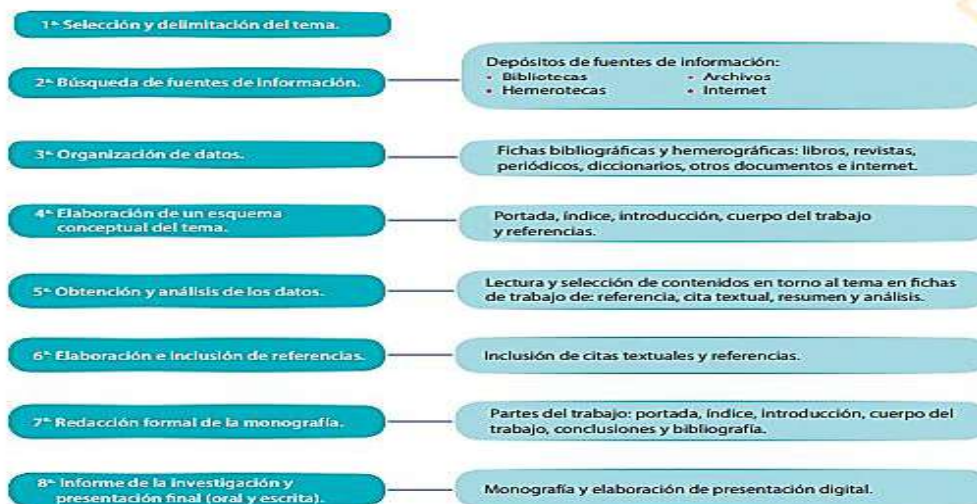 1ª Selección y delimitación del tema.
2ª Búsqueda de fuentes de información.
Depósitos de fuentes de información:
• Bibliotecas • Archivos
• Hemerotecas • Internet
3ª Organización de datos.
Fichas bibliográficas y hemerográficas: libros, revistas,
periódicos, diccionarios, otros documentos e internet.
4ª Elaboración de un esquema
conceptual del tema.
Portada, índice, introducción, cuerpo del trabajo
y referencias.
5ª Obtención y análisis de los datos.
Lectura y selección de contenidos en torno al tema en fichas
de trabajo de: referencia, cita textual, resumen y análisis.
6ª Elaboración e inclusión de referencias.
Inclusión de citas textuales y referencias.
7ª Redacción formal de la monografía.
Partes del trabajo: portada, índice, introducción, cuerpo del
trabajo, conclusiones y bibliografía.
8ª Informe de la investigación y
presentación final (oral y escrita).
Monografía y elaboración de presentación digital.